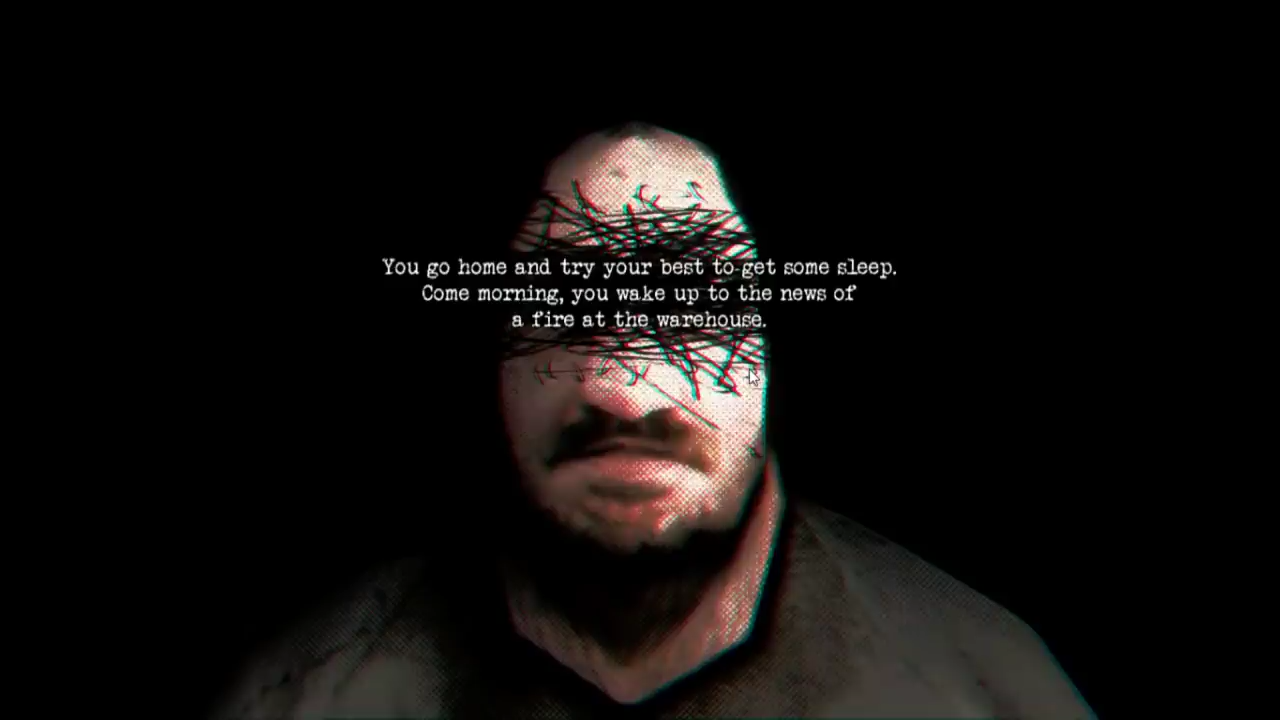 You go home and try your best to get some sleep.
Come morning, you wake up to the news of
a fire at the warehouse.